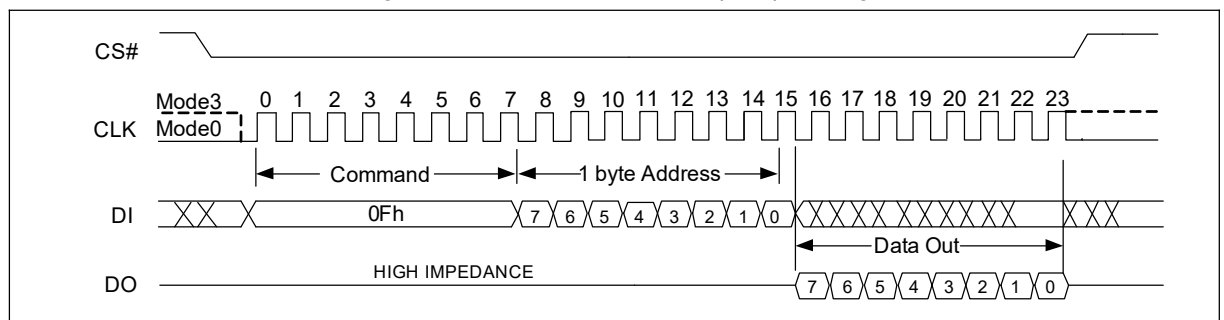 CS#
Mode3 0 1 2 3 4 5 6 7 8 9 10 11 12 13 14 15 16 17 18 19 20 21 22 23
CLK Mode0
Command 1 byte Address
DI 0Fh 7 6 5 4 3 2 1 0
Data Out
DO HIGH IMPEDANCE 7 6 5 4 3 2 1 0